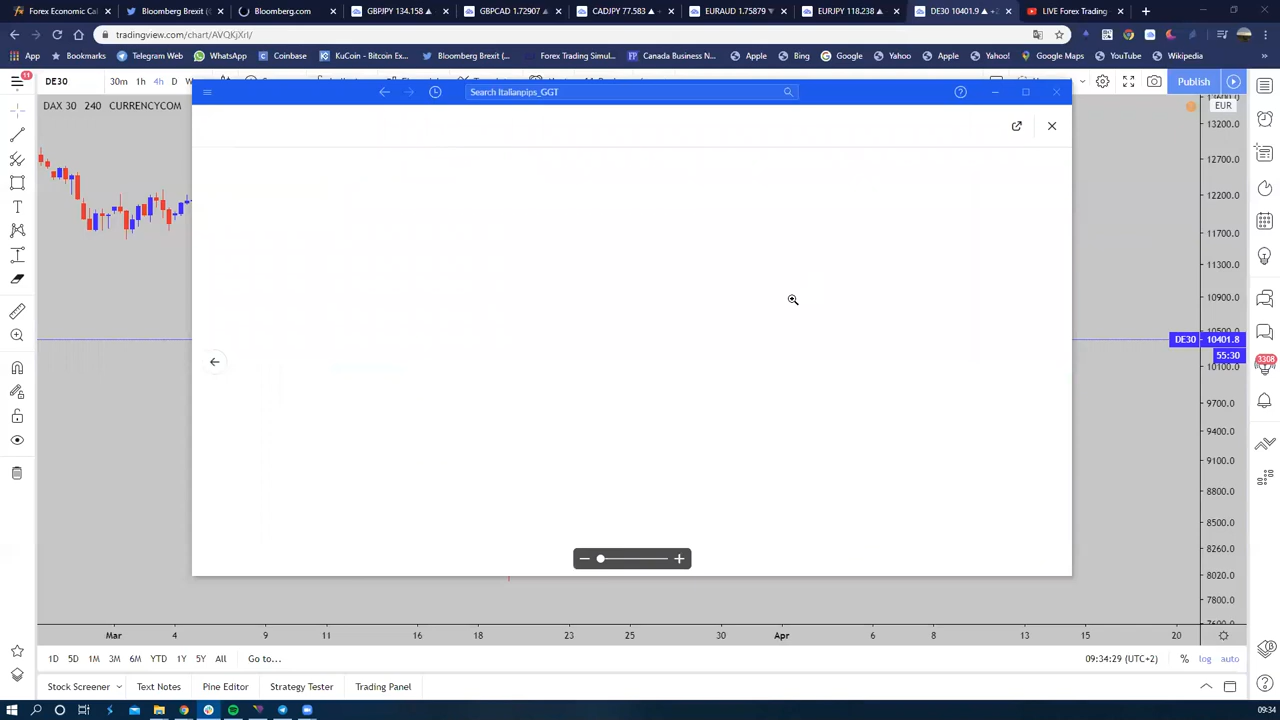 Forex Economic Cal
Bloomberg Brexit (
Bloomberg.com
GBPJPY 134.158
GBPCAD 1.72907
CADJPY 77.583
EURAUD 1.75879
EURJPY 118.238
DE30 10401.9
LIVE Forex Trading
tradingview.com/chart/AVQKjXrI/
App
Telegram Web
WhatsApp
KuCoin - Bitcoin Ex...
Bloomberg Brexit (...
Forex Trading Simul...
Canada Business N...
Apple
Bing
Google
Yahoo
Apple
Yahoo!
Google Maps
YouTube
Wikipedia
11
DE30
30m
1h
4h
D
Publish
DAX 30
240
CURRENCYCOM
Search Italianpips_GGT
EUR
13200.0
12700.0
12200.0
11700.0
11300.0
10900.0
10500.0
DE30
10401.8
55:30
10100.0
9700.0
9400.0
9100.0
8800.0
8500.0
8260.0
8020.0
7800.0
3308
Mar
4
9
11
16
18
23
25
30
Apr
6
8
13
15
20
1D
5D
1M
3M
6M
YTD
1Y
5Y
All
Go to...
09:34:29 (UTC+2)
%
log
auto
Stock Screener
Text Notes
Pine Editor
Strategy Tester
Trading Panel
09:34